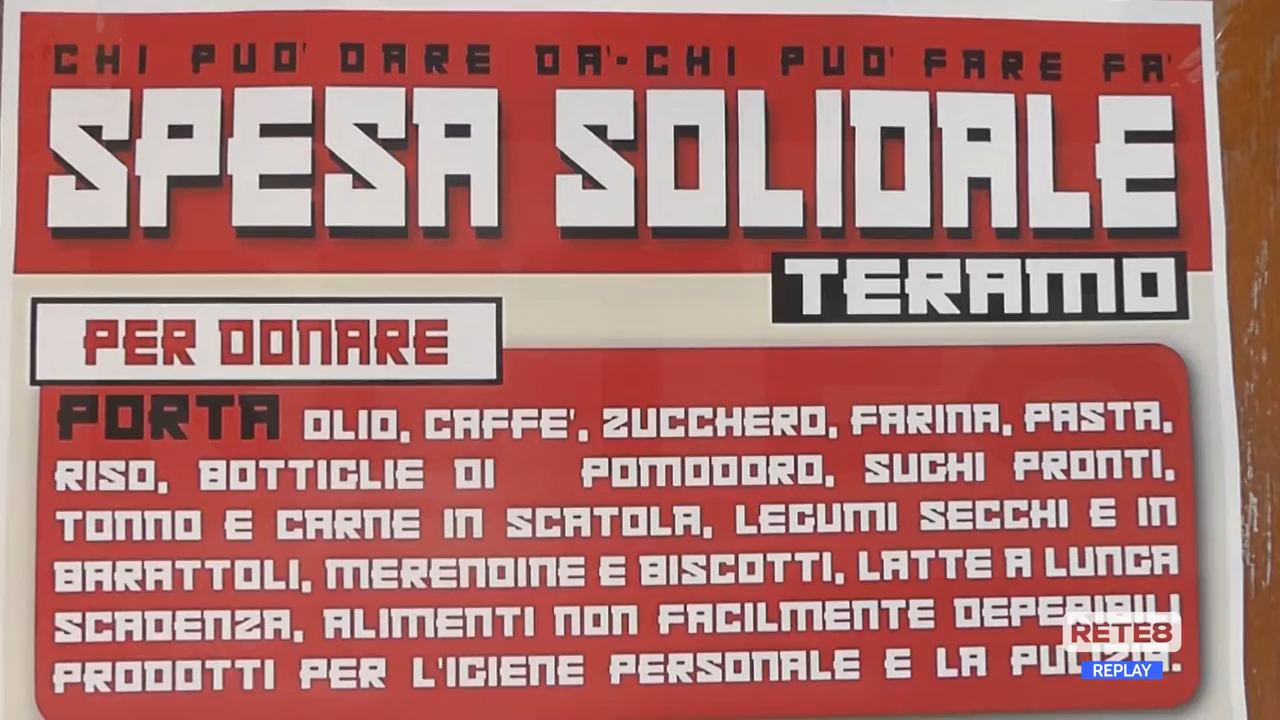 CHI PUO' DARE DA'-CHI PUO' FARE FA'
SPESA SOLIDALE
TERAMO
PER DONARE
PORTA OLIO, CAFFE', ZUCCHERO, FARINA, PASTA,
RISO, BOTTIGLIE DI POMODORO, SUGHI PRONTI,
TONNO E CARNE IN SCATOLA, LEGUMI SECCHI E IN
BARATTOLI, MERENDINE E BISCOTTI, LATTE A LUNGA
SCADENZA, ALIMENTI NON FACILMENTE DEPERIBILI
PRODOTTI PER L'IGIENE PERSONALE E LA PULIZIA.
RETE8
REPLAY